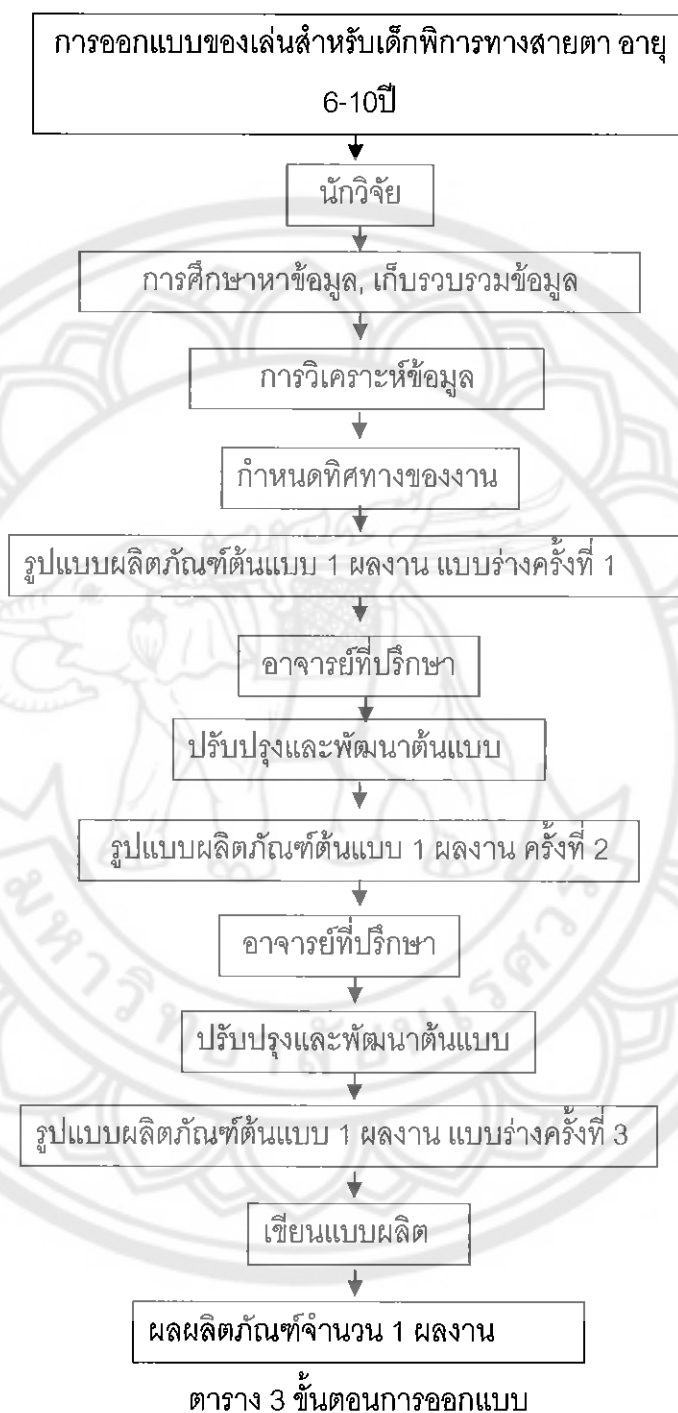 การออกแบบของเล่นสำหรับเด็กพิการทางสายตา อายุ
6-10ปี
นักวิจัย
การศึกษาหาข้อมูล, เก็บรวบรวมข้อมูล
การวิเคราะห์ข้อมูล
กำหนดทิศทางของงาน
รูปแบบผลิตภัณฑ์ต้นแบบ 1 ผลงาน แบบร่างครั้งที่ 1
อาจารย์ที่ปรึกษา
ปรับปรุงและพัฒนาต้นแบบ
รูปแบบผลิตภัณฑ์ต้นแบบ 1 ผลงาน ครั้งที่ 2
อาจารย์ที่ปรึกษา
ปรับปรุงและพัฒนาต้นแบบ
รูปแบบผลิตภัณฑ์ต้นแบบ 1 ผลงาน แบบร่างครั้งที่ 3
เขียนแบบผลิต
ผลผลิตภัณฑ์จำนวน 1 ผลงาน
ตาราง 3 ขั้นตอนการออกแบบ
มหาวิทยาลัยนเรศวร